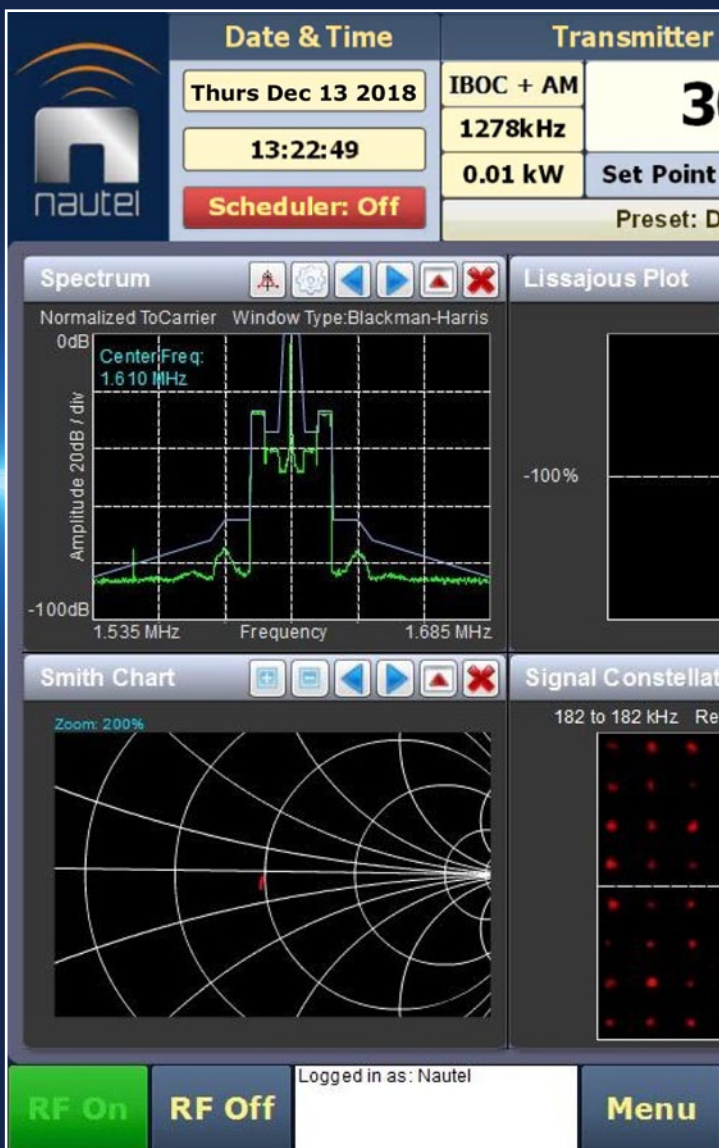 Date & Time
Transmitter
nautel
Thurs Dec 13 2018
13:22:49
Scheduler: Off
IBOC + AM
1278kHz
0.01 kW
Set Point
Preset:
Spectrum
Normalized ToCarrier Window Type:Blackman-Harris
0dB
Center Freq:
1.610 MHz
Amplitude 20dB / div
-100dB
1.535 MHz Frequency 1.685 MHz
Lissajous Plot
-100%
Smith Chart
Zoom: 200%
Signal Constellat
182 to 182 kHz Re
RF On
RF Off
Logged in as: Nautel
Menu